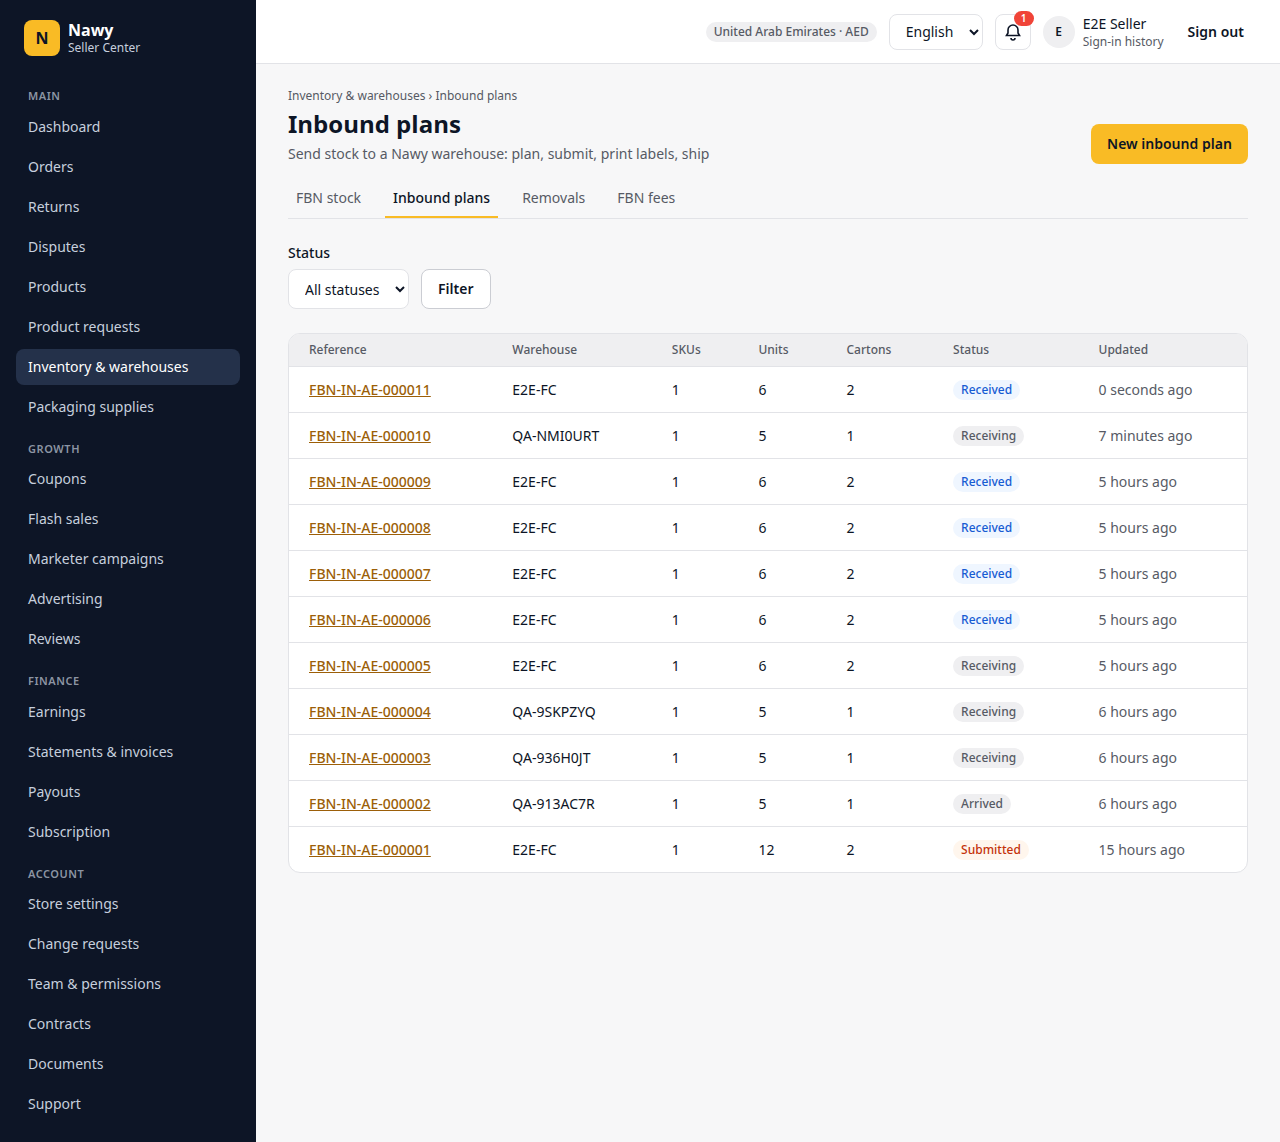 N
Nawy
Seller Center
MAIN
Dashboard
Orders
Returns
Disputes
Products
Product requests
Inventory & warehouses
Packaging supplies
GROWTH
Coupons
Flash sales
Marketer campaigns
Advertising
Reviews
FINANCE
Earnings
Statements & invoices
Payouts
Subscription
ACCOUNT
Store settings
Change requests
Team & permissions
Contracts
Documents
Support
United Arab Emirates · AED
English
1
E
E2E Seller
Sign-in history
Sign out
Inventory & warehouses › Inbound plans
Inbound plans
Send stock to a Nawy warehouse: plan, submit, print labels, ship
New inbound plan
FBN stock Inbound plans Removals FBN fees
Status
All statuses Filter
Reference Warehouse SKUs Units Cartons Status Updated
FBN-IN-AE-000011 E2E-FC 1 6 2 Received 0 seconds ago
FBN-IN-AE-000010 QA-NMI0URT 1 5 1 Receiving 7 minutes ago
FBN-IN-AE-000009 E2E-FC 1 6 2 Received 5 hours ago
FBN-IN-AE-000008 E2E-FC 1 6 2 Received 5 hours ago
FBN-IN-AE-000007 E2E-FC 1 6 2 Received 5 hours ago
FBN-IN-AE-000006 E2E-FC 1 6 2 Received 5 hours ago
FBN-IN-AE-000005 E2E-FC 1 6 2 Receiving 5 hours ago
FBN-IN-AE-000004 QA-9SKPZYQ 1 5 1 Receiving 6 hours ago
FBN-IN-AE-000003 QA-936H0JT 1 5 1 Receiving 6 hours ago
FBN-IN-AE-000002 QA-913AC7R 1 5 1 Arrived 6 hours ago
FBN-IN-AE-000001 E2E-FC 1 12 2 Submitted 15 hours ago